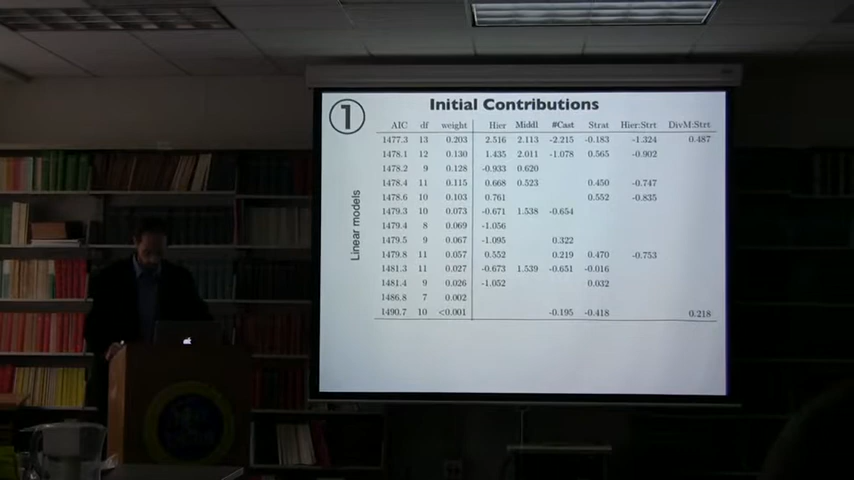 1
Initial Contributions
AIC df weight Hier Middl #Cast Strat Hier:Strt DivM:Strt
1477.3 13 0.203 2.516 2.113 -2.215 -0.183 -1.324 0.487
1478.1 12 0.130 1.435 2.011 -1.078 0.565 -0.902
1478.2 9 0.128 -0.933 0.620
1478.4 11 0.115 0.668 0.523 0.450 -0.747
1478.6 10 0.103 0.761 0.552 -0.835
1479.3 10 0.073 -0.671 1.538 -0.654
1479.4 8 0.069 -1.056
1479.5 9 0.067 -1.095 0.322
1479.8 11 0.057 0.552 0.219 0.470 -0.753
1481.3 11 0.027 -0.673 1.539 -0.651 -0.016
1481.4 9 0.026 -1.052 0.032
1486.8 7 0.002
1490.7 10 <0.001 -0.195 -0.418 0.218
Linear models